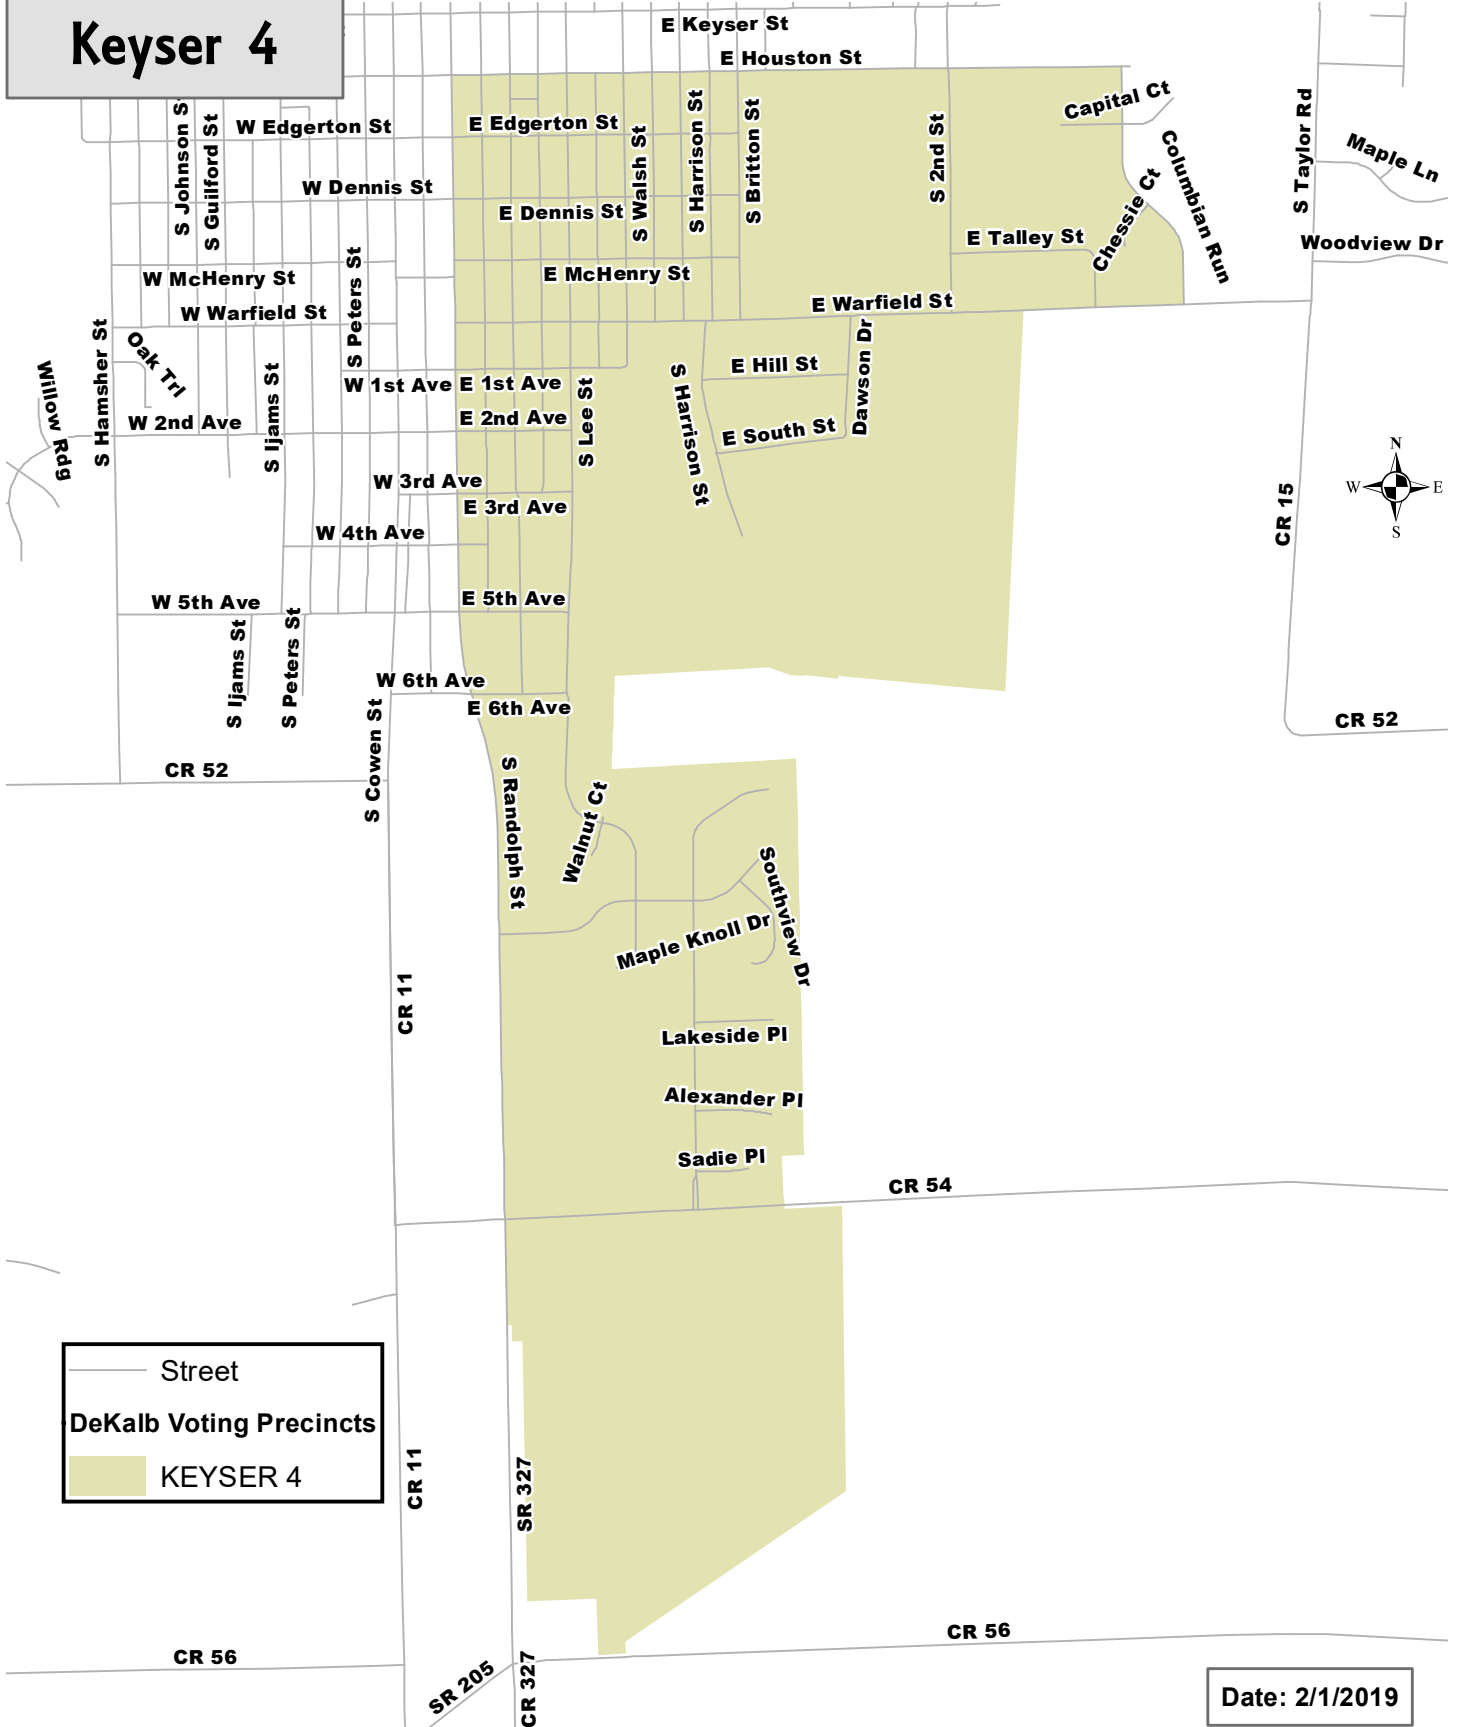 Keyser 4
E Keyser St
E Houston St
Capital Ct
W Edgerton St
E Edgerton St
S Johnson St
S Guilford St
S Walsh St
S Harrison St
S Britton St
S 2nd St
Columbian Run
S Taylor Rd
Maple Ln
W Dennis St
E Dennis St
Chessie Ct
E Talley St
Woodview Dr
W McHenry St
S Peters St
E McHenry St
W Warfield St
E Warfield St
S Hamsher St
Oak Trl
Willow Rdg
S Ijams St
W 1st Ave
E 1st Ave
S Lee St
S Harrison St
E Hill St
Dawson Dr
W 2nd Ave
E 2nd Ave
E South St
N
W
E
S
W 3rd Ave
E 3rd Ave
CR 15
W 4th Ave
W 5th Ave
E 5th Ave
S Ijams St
S Peters St
W 6th Ave
E 6th Ave
S Cowen St
CR 52
CR 52
S Randolph St
Walnut Ct
Southview Dr
Maple Knoll Dr
CR 11
Lakeside Pl
Alexander Pl
Sadie Pl
CR 54
Street
DeKalb Voting Precincts
KEYSER 4
CR 11
SR 327
CR 56
CR 56
SR 205
CR 327
Date: 2/1/2019